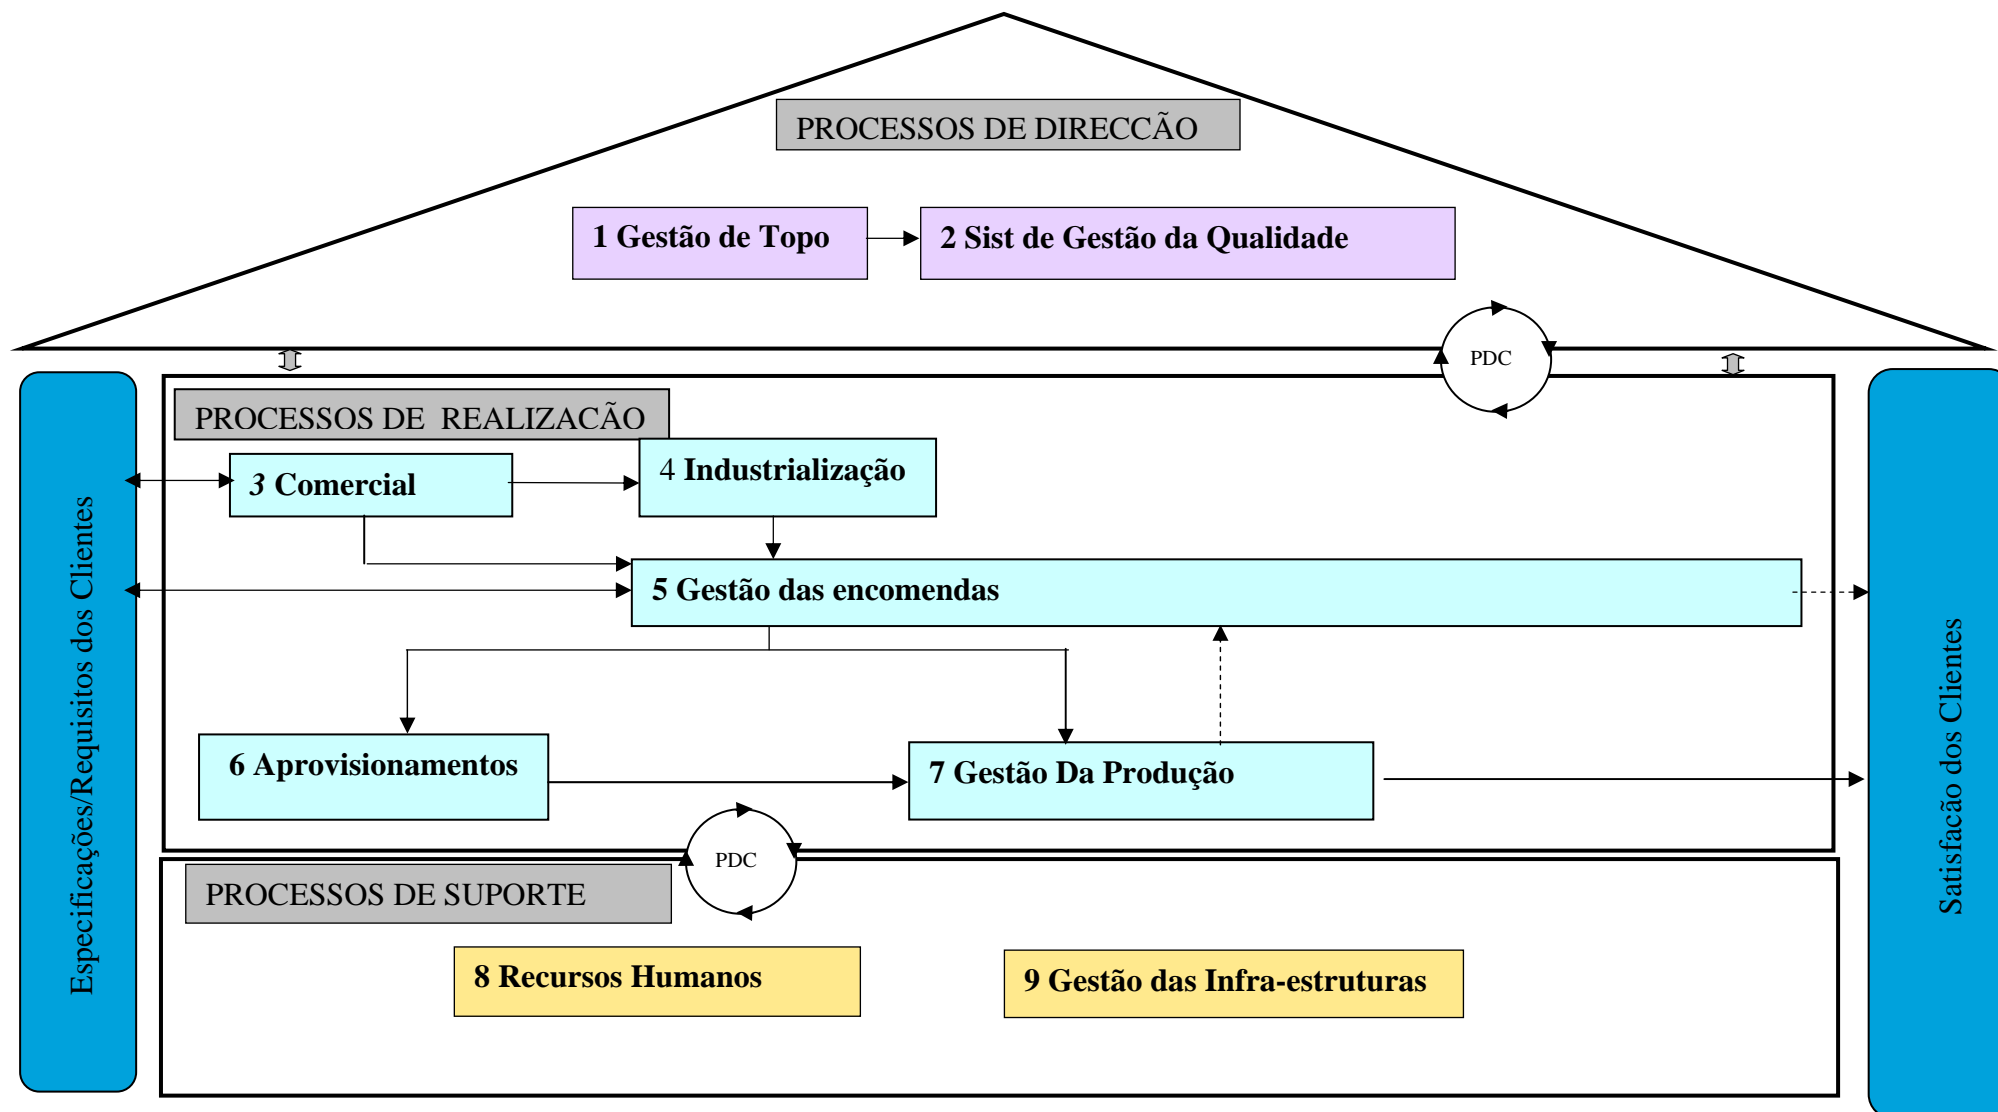 PROCESSOS DE DIRECCÃO
1 Gestão de Topo
2 Sist de Gestão da Qualidade
PDC
PROCESSOS DE REALIZACÃO
3 Comercial
4 Industrialização
5 Gestão das encomendas
6 Aprovisionamentos
7 Gestão Da Produção
PDC
PROCESSOS DE SUPORTE
8 Recursos Humanos
9 Gestão das Infra-estruturas
Especificações/Requisitos dos Clientes
Satisfacão dos Clientes